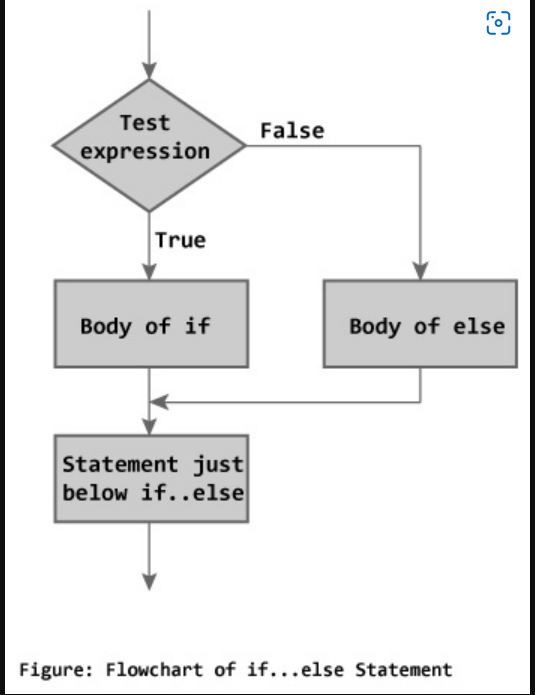 Test
expression
False
True
Body of if
Body of else
Statement just
below if..else
Figure: Flowchart of if...else Statement